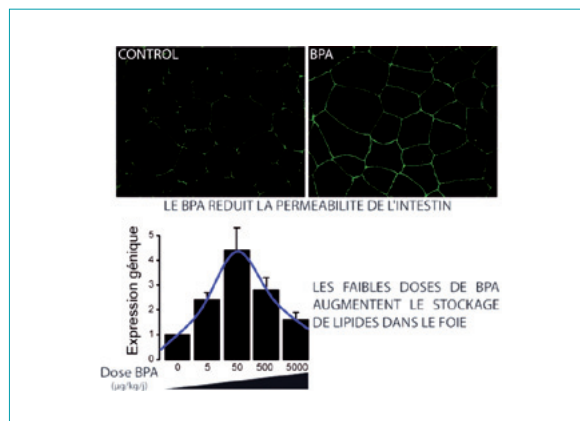 CONTROL
BPA
LE BPA REDUIT LA PERMEABILITE DE L'INTESTIN
Expression génique
5
4
3
2
1
0
0 5 50 500 5000
Dose BPA
(µg/kg/j)
LES FAIBLES DOSES DE BPA
AUGMENTENT LE STOCKAGE
DE LIPIDES DANS LE FOIE